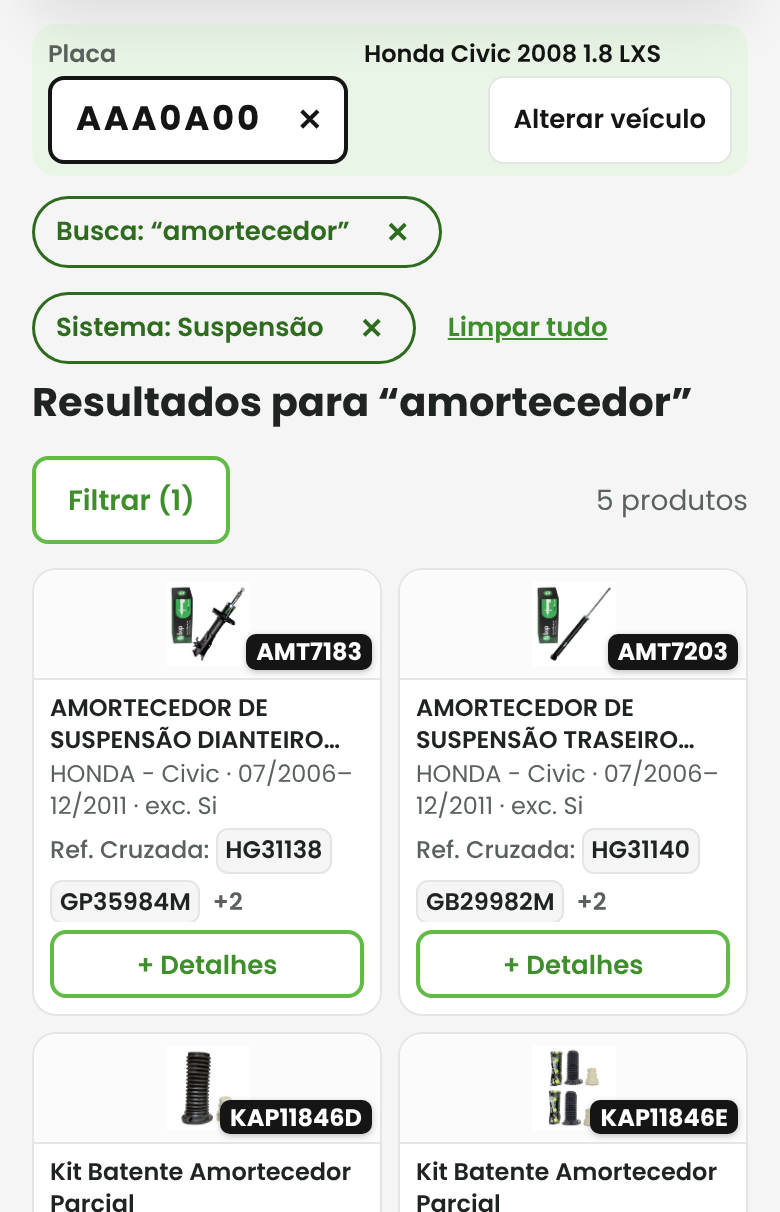 Placa
Honda Civic 2008 1.8 LXS
AAA0A00 ✕
Alterar veículo
Busca: “amortecedor” ✕
Sistema: Suspensão ✕
Limpar tudo
Resultados para “amortecedor”
Filtrar (1)
5 produtos
AMT7183
AMORTECEDOR DE
SUSPENSÃO DIANTEIRO…
HONDA - Civic · 07/2006–
12/2011 · exc. Si
Ref. Cruzada: HG31138
GP35984M +2
+ Detalhes
AMT7203
AMORTECEDOR DE
SUSPENSÃO TRASEIRO…
HONDA - Civic · 07/2006–
12/2011 · exc. Si
Ref. Cruzada: HG31140
GB29982M +2
+ Detalhes
KAP11846D
Kit Batente Amortecedor
Parcial
KAP11846E
Kit Batente Amortecedor
Parcial